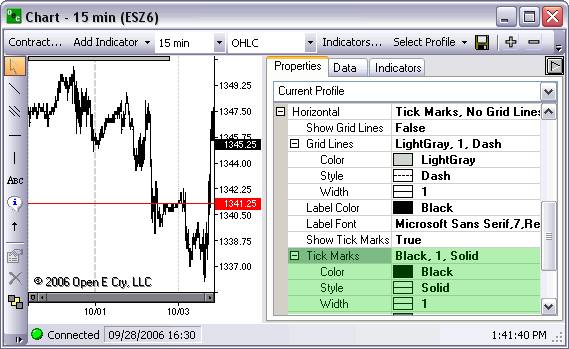 Chart - 15 min (ESZ6)
Contract... Add Indicator 15 min OHLC Indicators... Select Profile
Properties Data Indicators
Current Profile
Horizontal Tick Marks, No Grid Lines
Show Grid Lines False
Grid Lines LightGray, 1, Dash
Color LightGray
Style Dash
Width 1
Label Color Black
Label Font Microsoft Sans Serif,7,Re
Show Tick Marks True
Tick Marks Black, 1, Solid
Color Black
Style Solid
Width 1
ABC
1349.25
1347.50
1345.75
1345.25
1344.00
1342.25
1341.25
1340.50
1338.75
1337.00
© 2006 Open E Cry, LLC
10/01 10/03
Connected 09/28/2006 16:30 1:41:40 PM